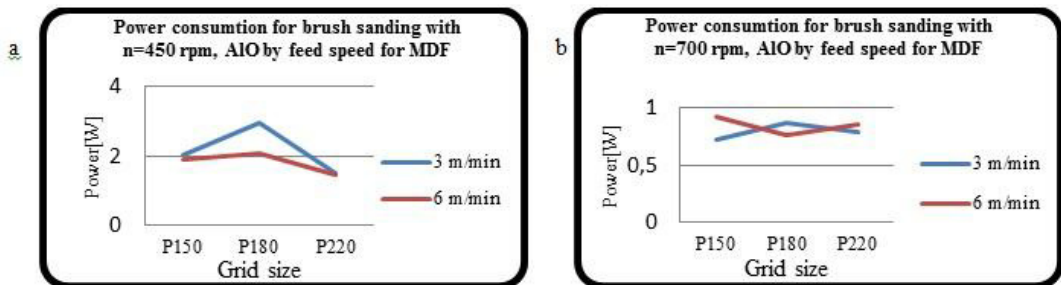 a
Power consumtion for brush sanding with
n=450 rpm, AlO by feed speed for MDF
4
2
0
Power[W]
P150 P180 P220
Grid size
3 m/min
6 m/min
b
Power consumtion for brush sanding with
n=700 rpm, AlO by feed speed for MDF
1
0,5
0
Power[W]
P150 P180 P220
Grid size
3 m/min
6 m/min